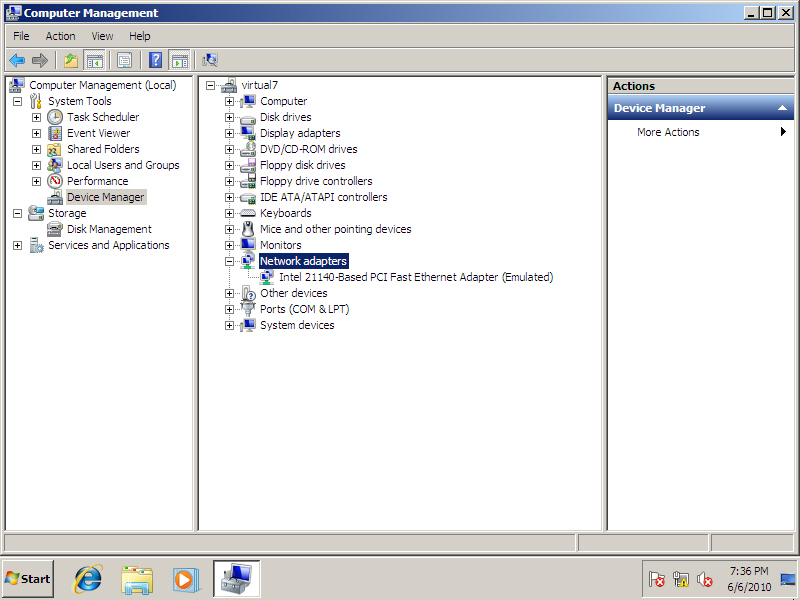 Computer Management
File Action View Help
Computer Management (Local)
System Tools
Task Scheduler
Event Viewer
Shared Folders
Local Users and Groups
Performance
Device Manager
Storage
Disk Management
Services and Applications
virtual7
Computer
Disk drives
Display adapters
DVD/CD-ROM drives
Floppy disk drives
Floppy drive controllers
IDE ATA/ATAPI controllers
Keyboards
Mice and other pointing devices
Monitors
Network adapters
Intel 21140-Based PCI Fast Ethernet Adapter (Emulated)
Other devices
Ports (COM & LPT)
System devices
Actions
Device Manager
More Actions
Start
7:36 PM
6/6/2010